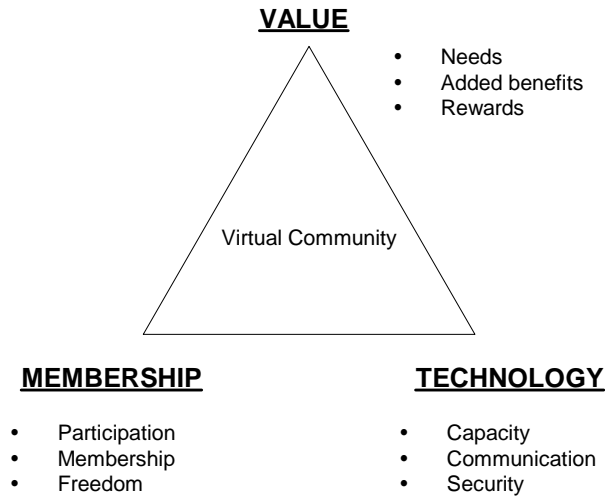 VALUE
• Needs
• Added benefits
• Rewards
Virtual Community
MEMBERSHIP
• Participation
• Membership
• Freedom
TECHNOLOGY
• Capacity
• Communication
• Security